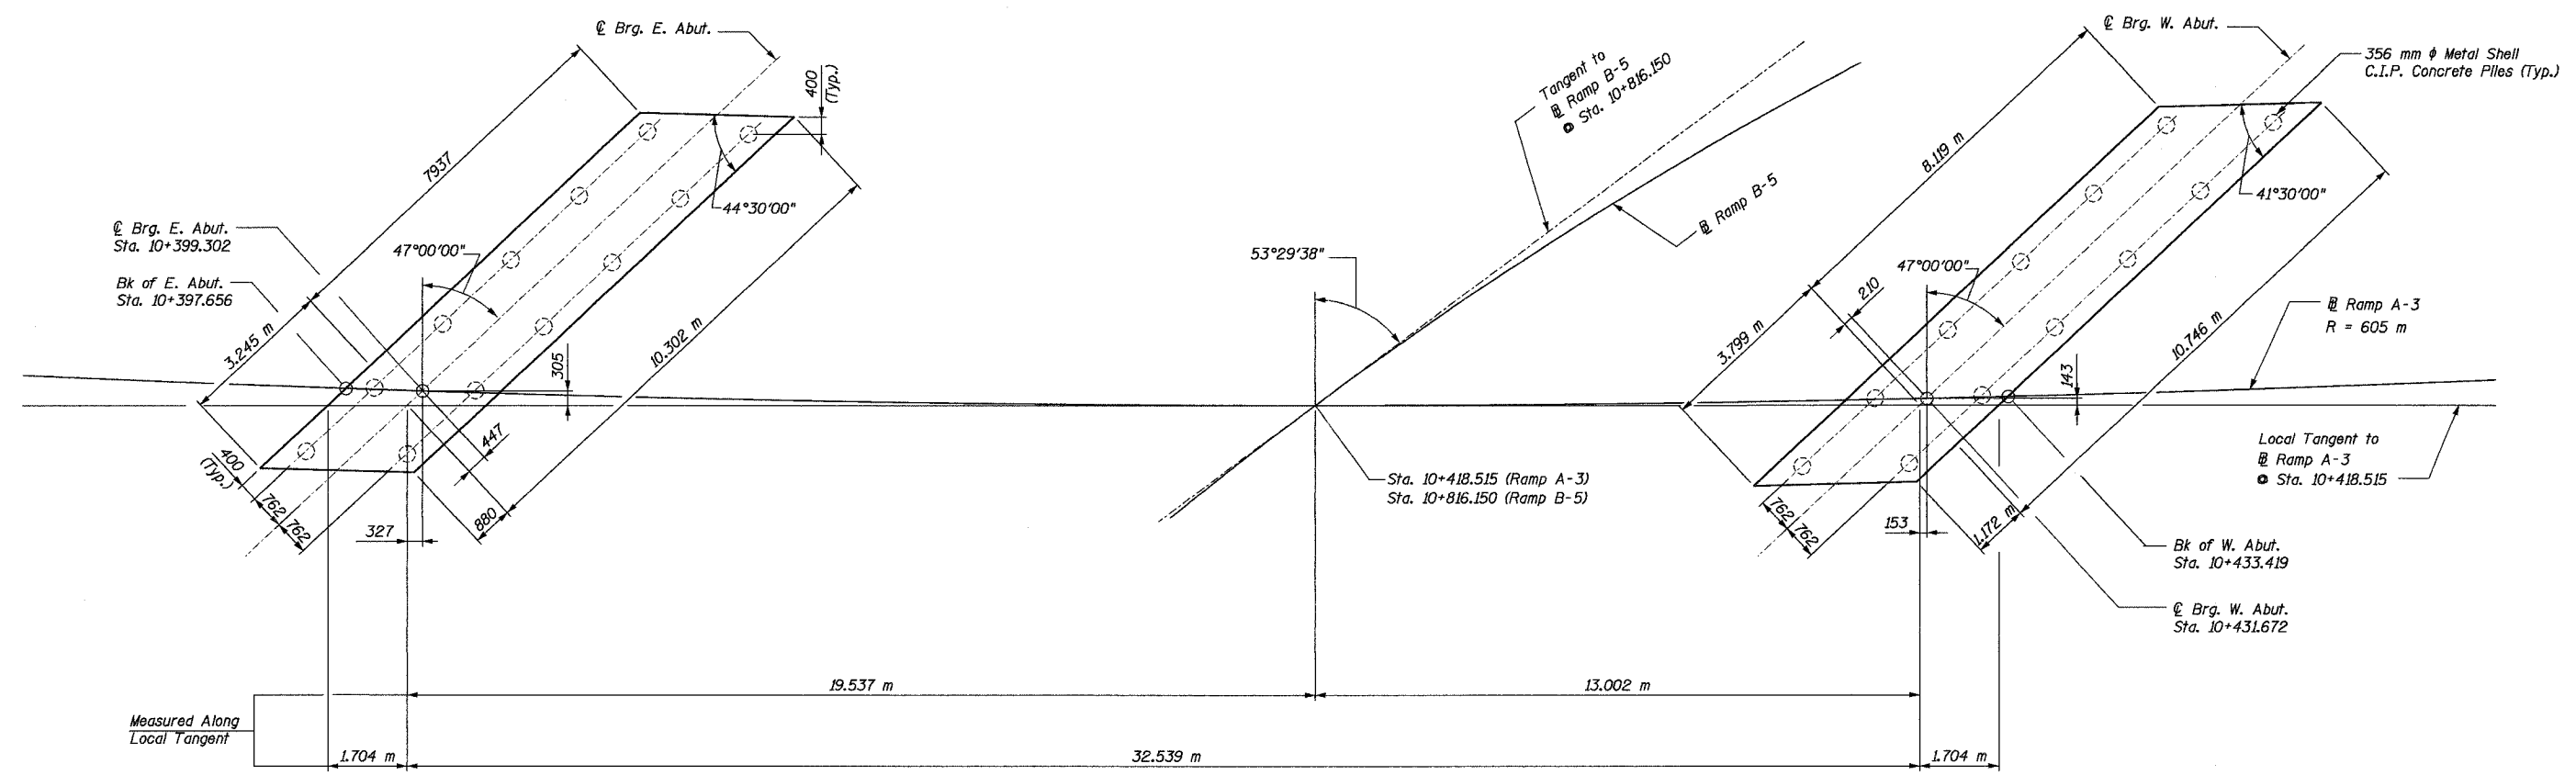 ℄ Brg. E. Abut.
400
(Typ.)
7937
44°30'00"
℄ Brg. E. Abut.
Sta. 10+399.302
47°00'00"
Bk of E. Abut.
Sta. 10+397.656
3.245 m
10.302 m
305
447
400
(Typ.)
762
762
327
880
Tangent to
Ramp B-5
@ Sta. 10+816.150
Ramp B-5
53°29'38"
Sta. 10+418.515 (Ramp A-3)
Sta. 10+816.150 (Ramp B-5)
℄ Brg. W. Abut.
356 mm ϕ Metal Shell
C.I.P. Concrete Piles (Typ.)
8.119 m
41°30'00"
210
47°00'00"
3.799 m
10.746 m
Ramp A-3
R = 605 m
143
Local Tangent to
Ramp A-3
@ Sta. 10+418.515
762
762
153
1.172 m
Bk of W. Abut.
Sta. 10+433.419
℄ Brg. W. Abut.
Sta. 10+431.672
19.537 m
13.002 m
Measured Along
Local Tangent
1.704 m
32.539 m
1.704 m